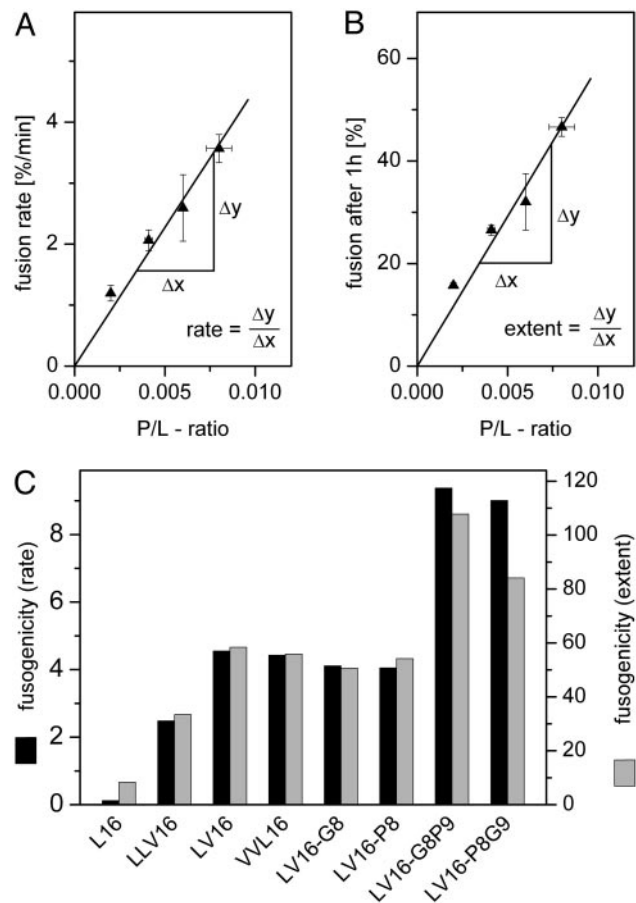 A
fusion rate [%/min]
4
2
0
0.000
0.005
0.010
P/L - ratio
Δy
Δx
rate = Δy
Δx
B
fusion after 1h [%]
60
40
20
0
0.000
0.005
0.010
P/L - ratio
Δy
Δx
extent = Δy
Δx
C
fusogenicity (rate)
8
6
4
2
0
120
100
80
60
40
20
0
fusogenicity (extent)
L16
LLV16
LV16
VVL16
LV16-G8
LV16-P8
LV16-G8P9
LV16-P8G9